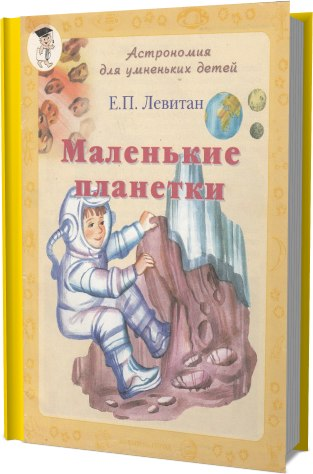 Астрономия
для умненьких детей
Е.П. Левитан
Маленькие
планетки